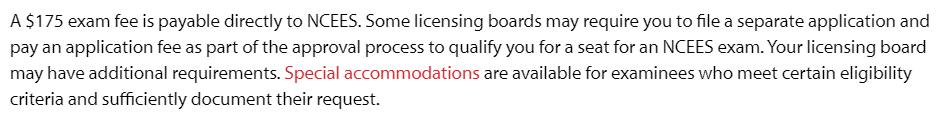 A $175 exam fee is payable directly to NCEES. Some licensing boards may require you to file a separate application and
pay an application fee as part of the approval process to qualify you for a seat for an NCEES exam. Your licensing board
may have additional requirements. Special accommodations are available for examinees who meet certain eligibility
criteria and sufficiently document their request.